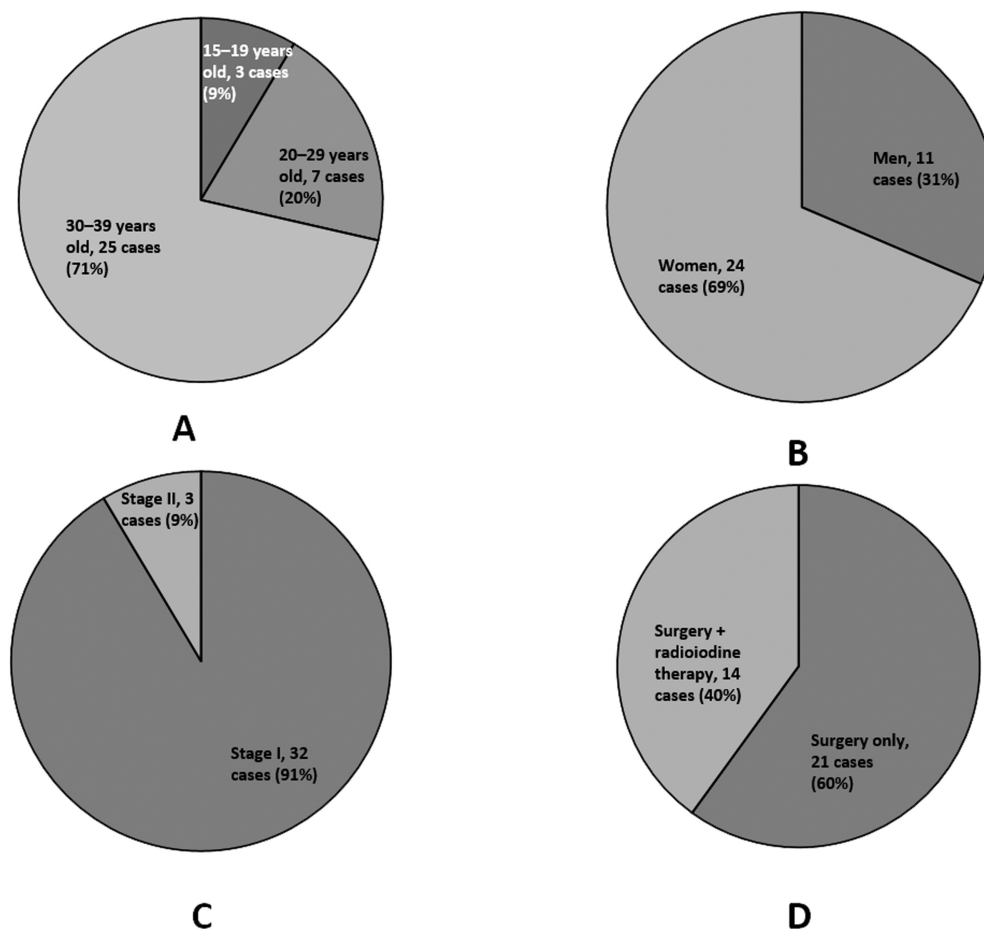 15–19 years
old, 3 cases
(9%)
20–29 years
old, 7 cases
(20%)
30–39 years
old, 25 cases
(71%)
A
Men, 11
cases (31%)
Women, 24
cases (69%)
B
Stage II, 3
cases (9%)
Stage I, 32
cases (91%)
C
Surgery +
radioiodine
therapy, 14
cases (40%)
Surgery only,
21 cases
(60%)
D